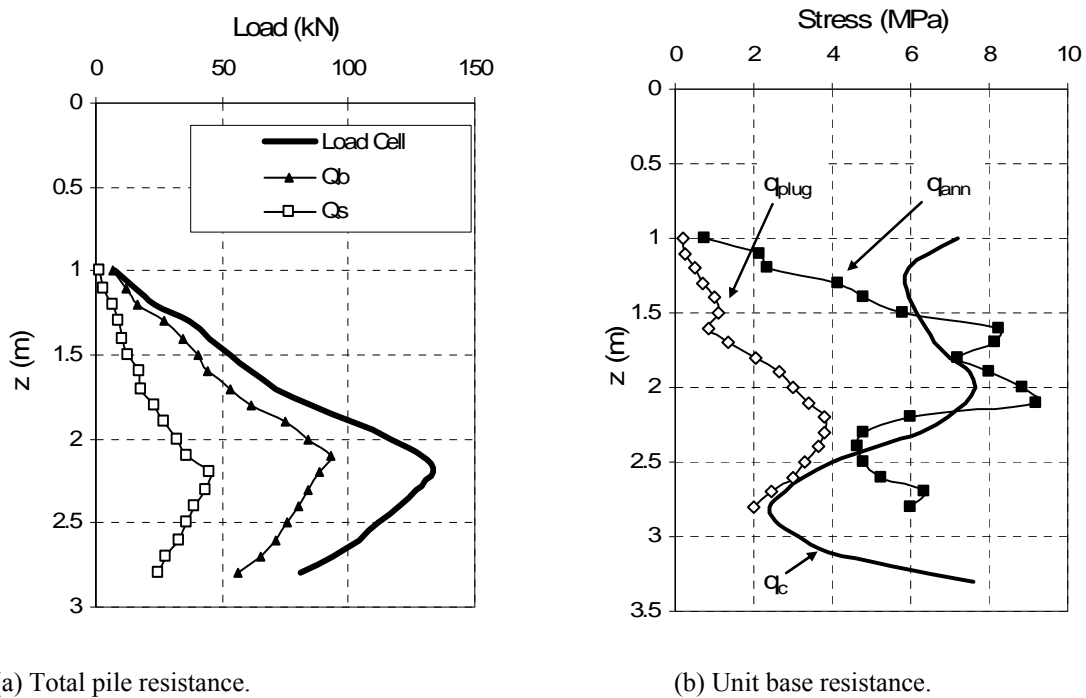 Load (kN)
0 50 100 150
0
0.5
1
1.5
2
2.5
3
z (m)
Load Cell
Qb
Qs
(a) Total pile resistance.
Stress (MPa)
0 2 4 6 8 10
0
0.5
1
1.5
2
2.5
3
3.5
z (m)
qplug
qann
qc
(b) Unit base resistance.